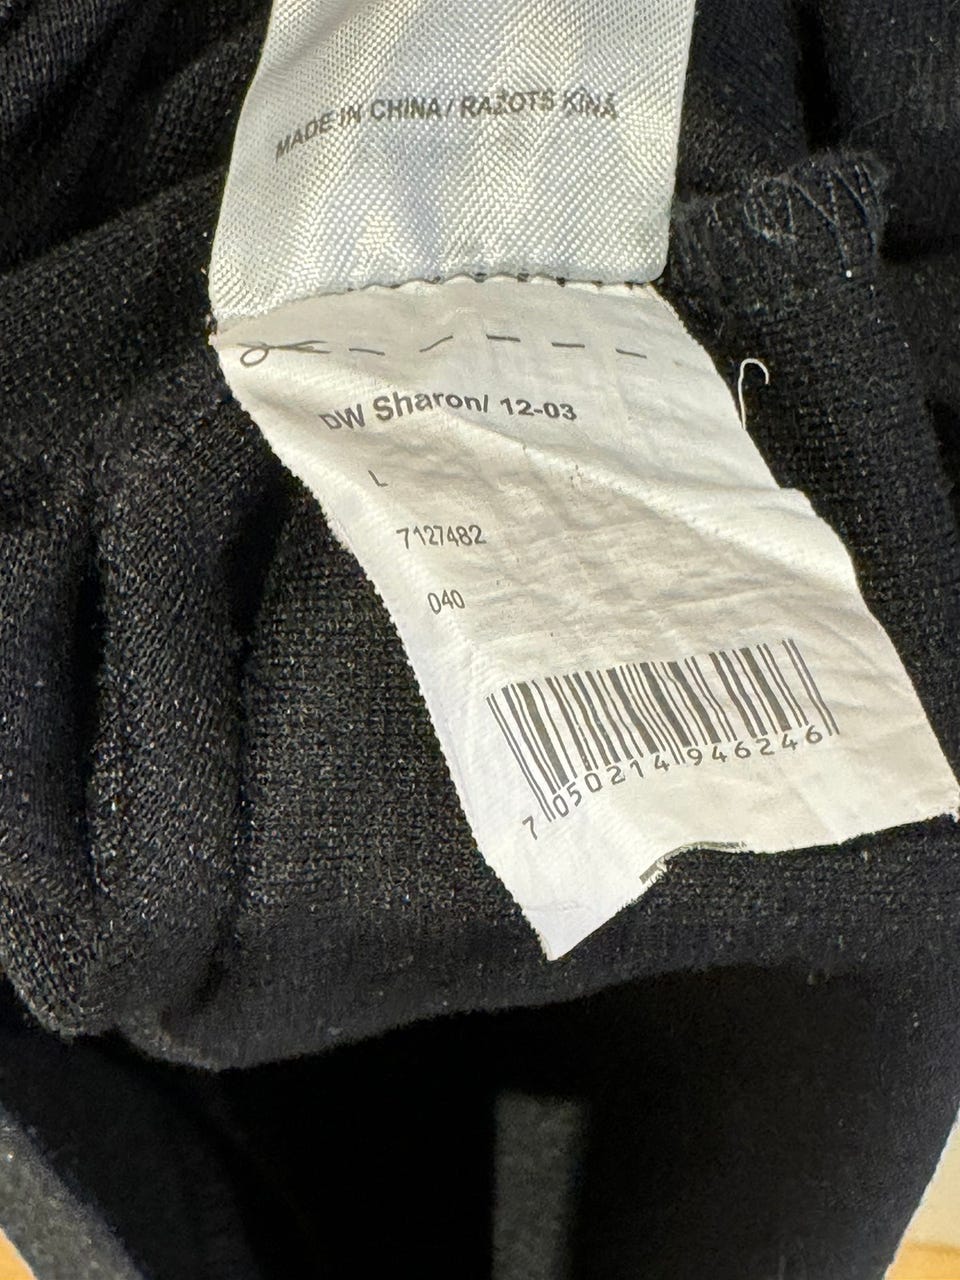 MADE IN CHINA / RAŽOTS ĶĪNĀ
DW Sharon/ 12-03
L
7127482
040
7 050214 946246